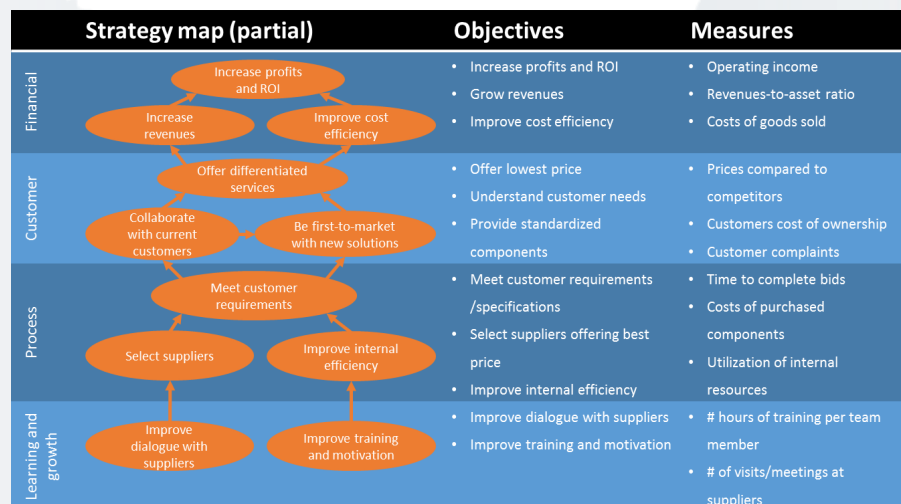 Strategy map (partial)
Objectives
Measures
Financial
Increase profits
and ROI
Increase
revenues
Improve cost
efficiency
• Increase profits and ROI
• Grow revenues
• Improve cost efficiency
• Operating income
• Revenues-to-asset ratio
• Costs of goods sold
Customer
Offer differentiated
services
Collaborate
with current
customers
Be first-to-market
with new solutions
• Offer lowest price
• Understand customer needs
• Provide standardized
components
• Prices compared to
competitors
• Customers cost of ownership
• Customer complaints
Process
Meet customer
requirements
Select suppliers
Improve internal
efficiency
• Meet customer requirements
/specifications
• Select suppliers offering best
price
• Improve internal efficiency
• Time to complete bids
• Costs of purchased
components
• Utilization of internal
resources
Learning and
growth
Improve
dialogue with
suppliers
Improve training
and motivation
• Improve dialogue with suppliers
• Improve training and motivation
• # hours of training per team
member
• # of visits/meetings at
suppliers